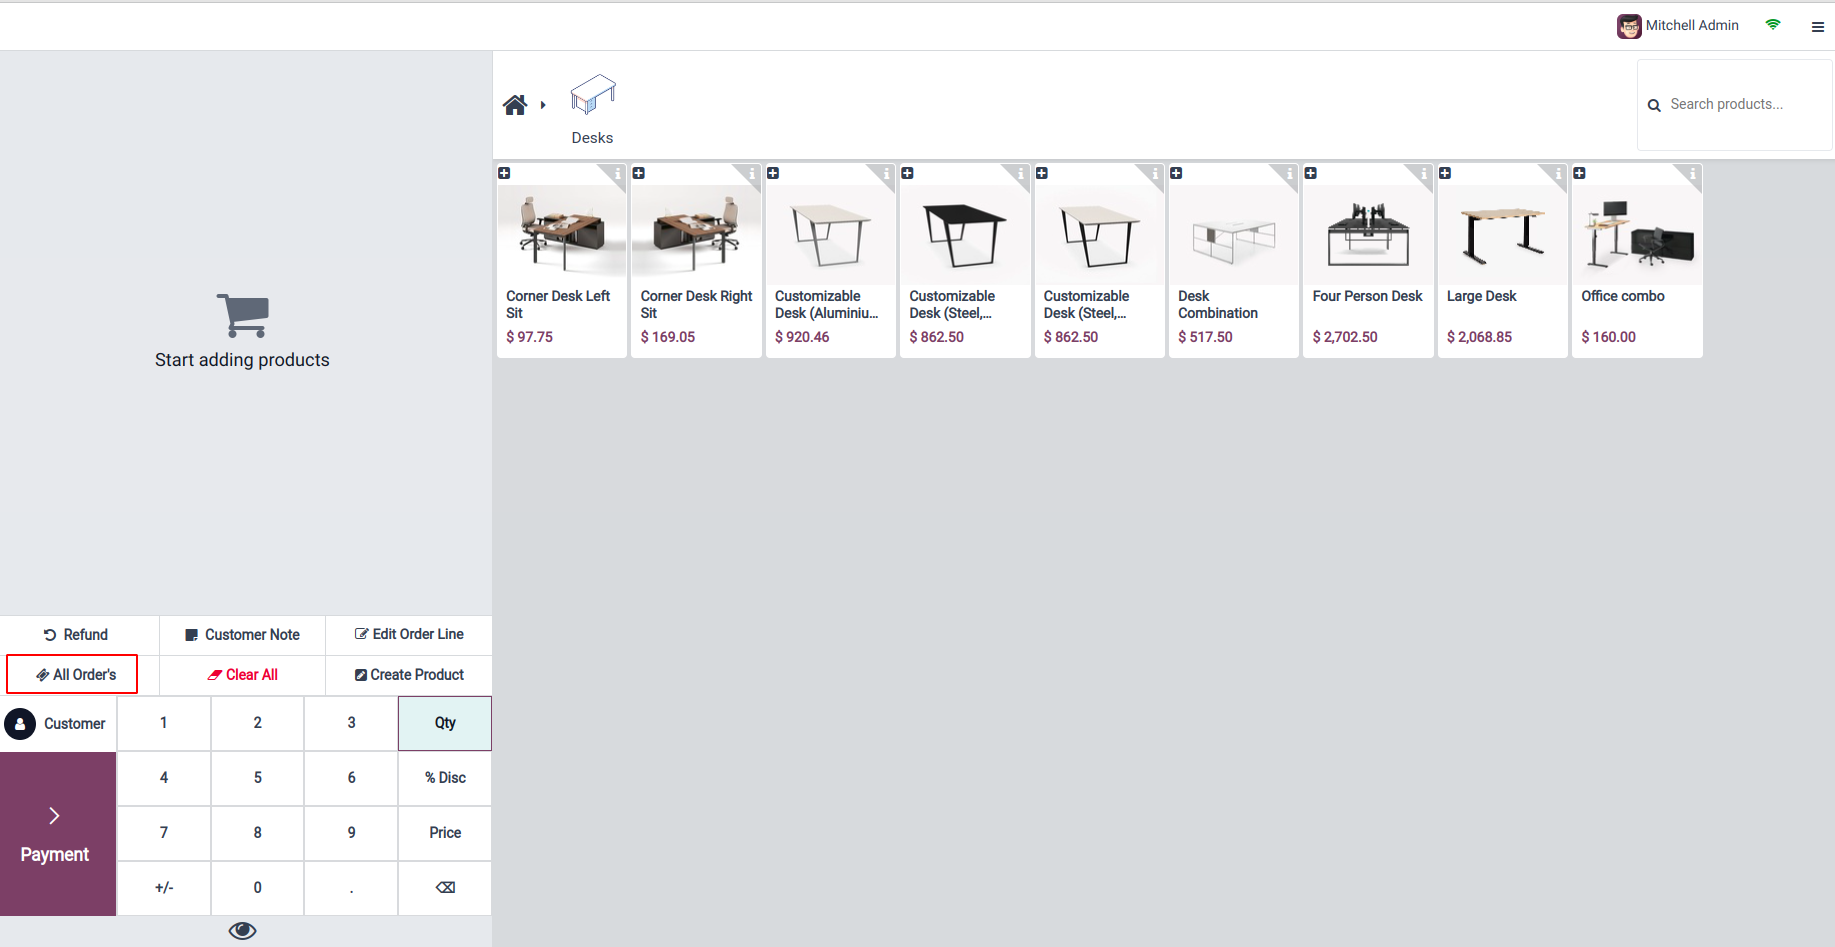 Mitchell Admin
Desks
Search products...
Corner Desk Left
Sit
$ 97.75
Corner Desk Right
Sit
$ 169.05
Customizable
Desk (Aluminiu...
$ 920.46
Customizable
Desk (Steel,...
$ 862.50
Customizable
Desk (Steel,...
$ 862.50
Desk
Combination
$ 517.50
Four Person Desk
$ 2,702.50
Large Desk
$ 2,068.85
Office combo
$ 160.00
Start adding products
Refund
Customer Note
Edit Order Line
All Order's
Clear All
Create Product
Customer
1
2
3
Qty
4
5
6
% Disc
7
8
9
Price
Payment
+/-
0
.
⌫